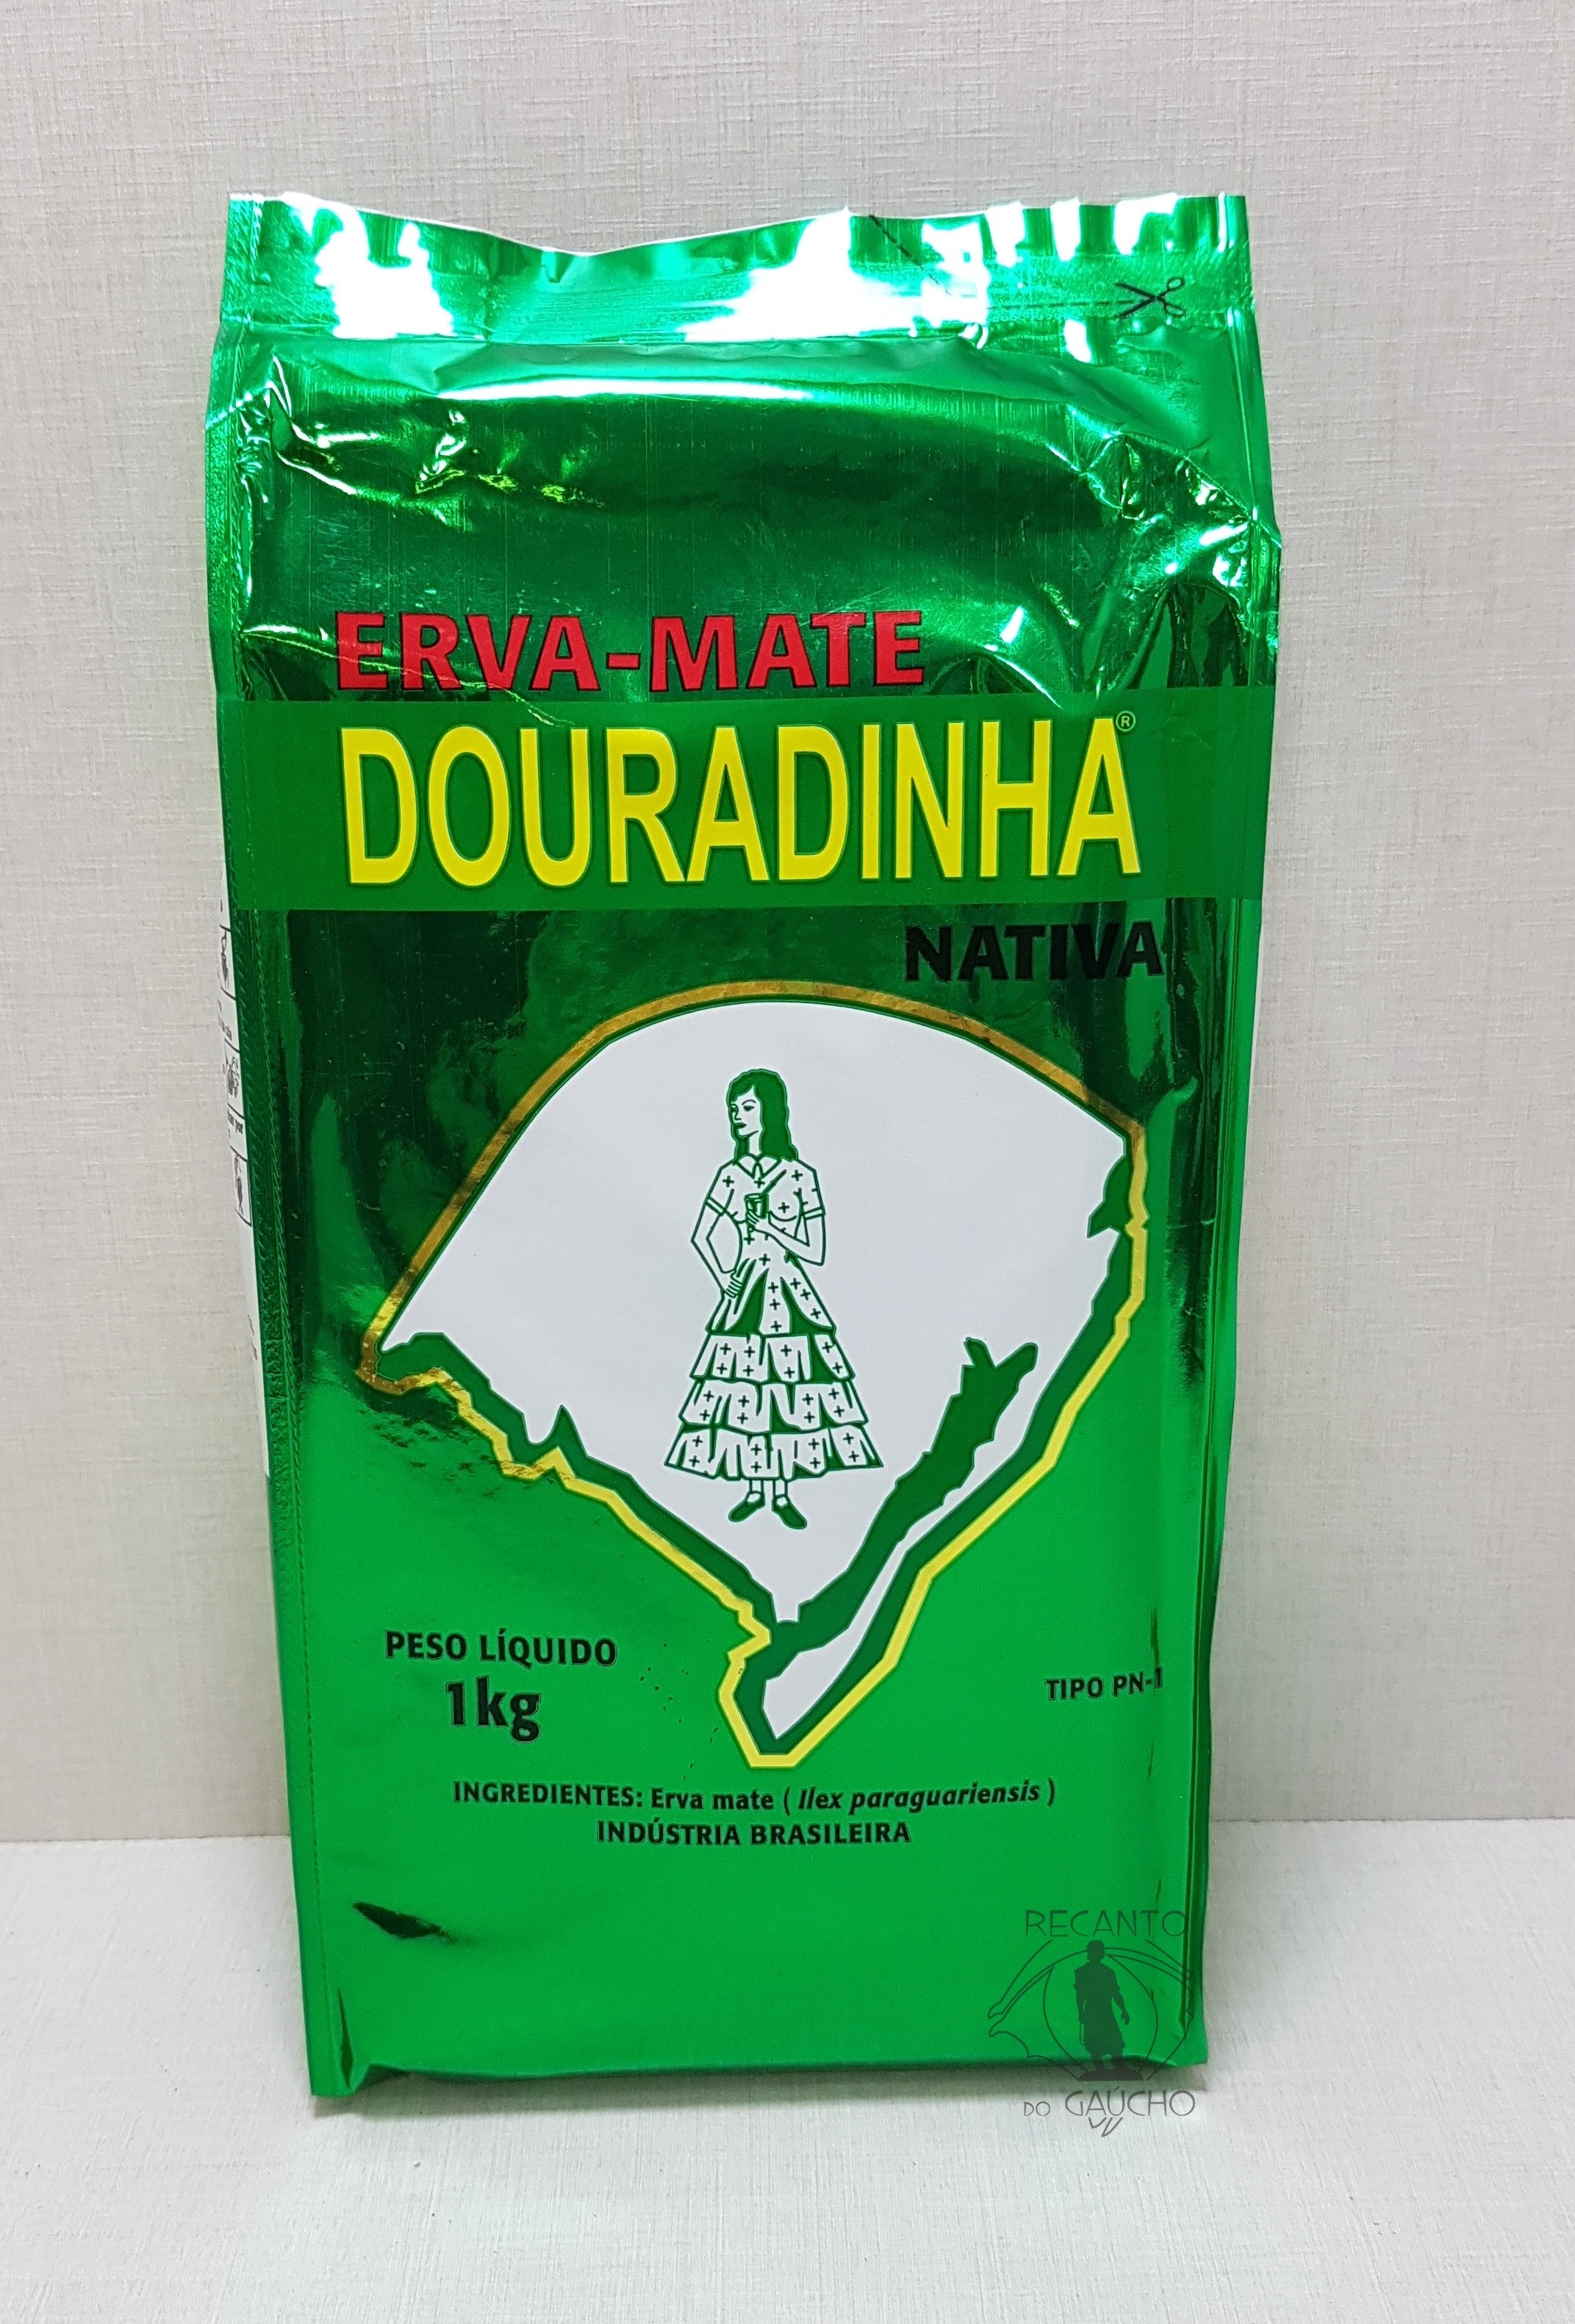 ERVA-MATE
DOURADINHA®
NATIVA
PESO LÍQUIDO
1kg
TIPO PN-1
INGREDIENTES: Erva mate ( Ilex paraguariensis )
INDÚSTRIA BRASILEIRA
RECANTO
DO GAÚCHO